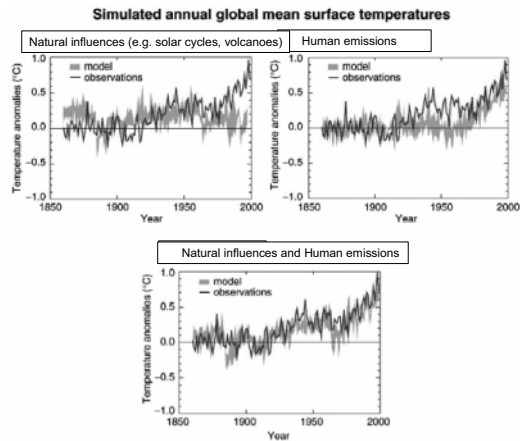 Simulated annual global mean surface temperatures
Natural influences (e.g. solar cycles, volcanoes)
Human emissions
1.0
0.5
0.0
−0.5
−1.0
Temperature anomalies (°C)
model
observations
1850
1900
1950
2000
Year
1.0
0.5
0.0
−0.5
−1.0
Temperature anomalies (°C)
model
observations
1850
1900
1950
2000
Year
Natural influences and Human emissions
1.0
0.5
0.0
−0.5
−1.0
Temperature anomalies (°C)
model
observations
1850
1900
1950
2000
Year